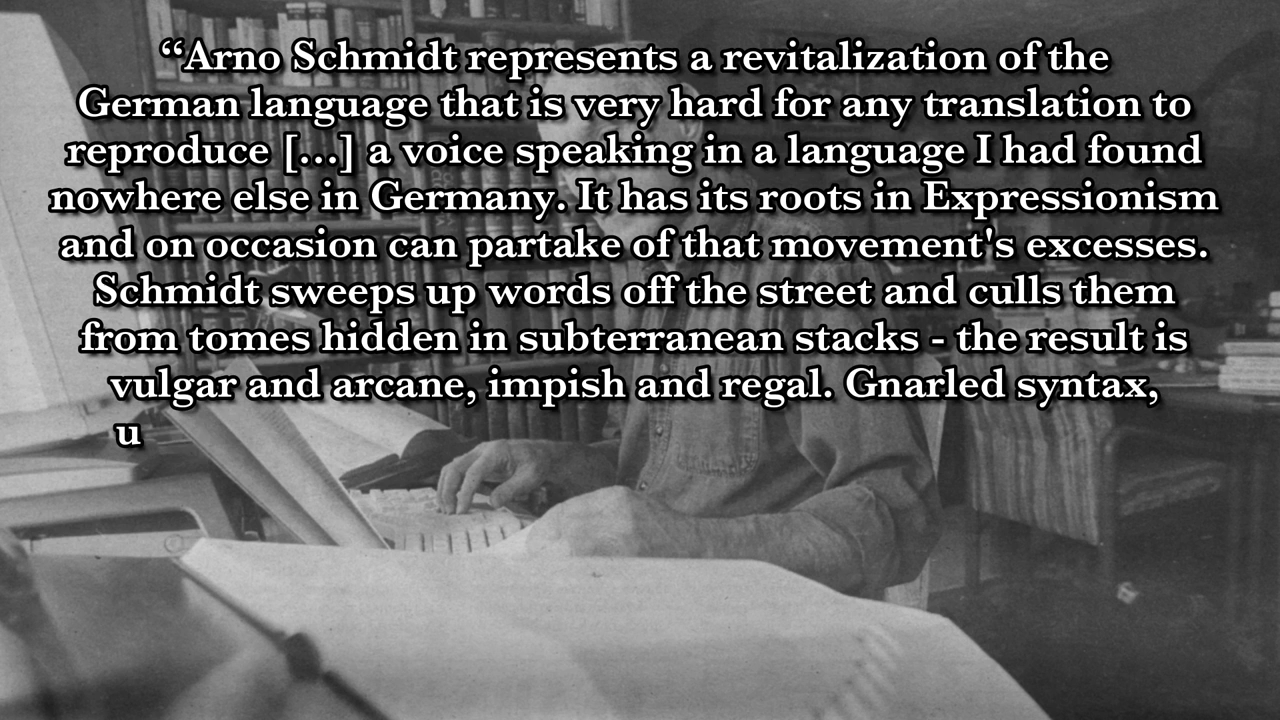 “Arno Schmidt represents a revitalization of the
German language that is very hard for any translation to
reproduce [...] a voice speaking in a language I had found
nowhere else in Germany. It has its roots in Expressionism
and on occasion can partake of that movement's excesses.
Schmidt sweeps up words off the street and culls them
from tomes hidden in subterranean stacks - the result is
vulgar and arcane, impish and regal. Gnarled syntax,
u